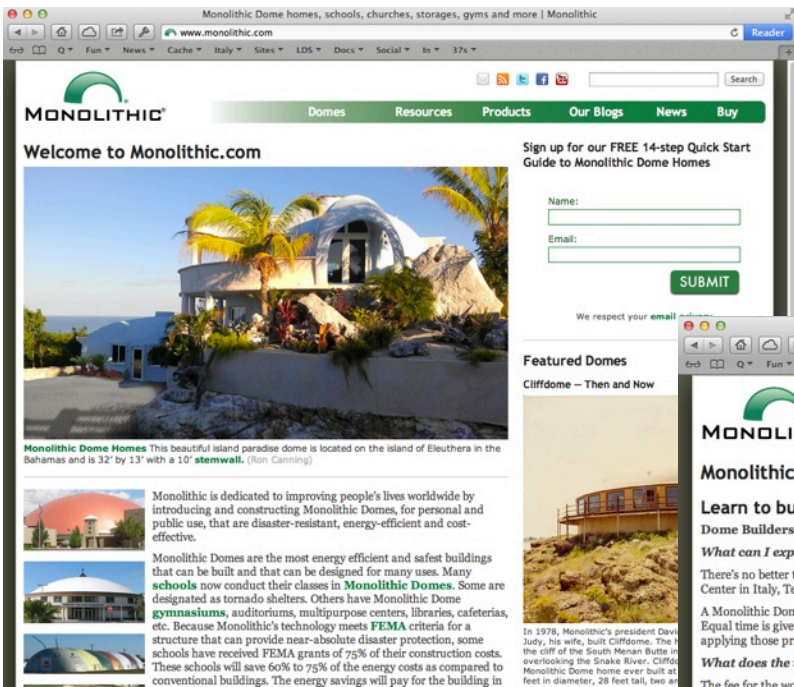 Monolithic Dome homes, schools, churches, storages, gyms and more | Monolithic
www.monolithic.com
Reader
Q
Fun
News
Cache
Italy
Sites
LDS
Docs
Social
In
37s
MONOLITHIC
Search
Domes
Resources
Products
Our Blogs
News
Buy
Welcome to Monolithic.com
Monolithic Dome Homes This beautiful island paradise dome is located on the island of Eleuthera in the
Bahamas and is 32' by 13' with a 10' stemwall. (Ron Canning)
Monolithic is dedicated to improving people's lives worldwide by
introducing and constructing Monolithic Domes, for personal and
public use, that are disaster-resistant, energy-efficient and cost-
effective.
Monolithic Domes are the most energy efficient and safest buildings
that can be built and that can be designed for many uses. Many
schools now conduct their classes in Monolithic Domes. Some are
designated as tornado shelters. Others have Monolithic Dome
gymnasiums, auditoriums, multipurpose centers, libraries, cafeterias,
etc. Because Monolithic's technology meets FEMA criteria for a
structure that can provide near-absolute disaster protection, some
schools have received FEMA grants of 75% of their construction costs.
These schools will save 60% to 75% of the energy costs as compared to
conventional buildings. The energy savings will pay for the building in
Sign up for our FREE 14-step Quick Start
Guide to Monolithic Dome Homes
Name:
Email:
SUBMIT
We respect your email
Featured Domes
Cliffdome — Then and Now
In 1978, Monolithic's president Davi
Judy, his wife, built Cliffdome. The
the cliff of the South Menan Butte in
overlooking the Snake River. Cliffd
Monolithic Dome home ever built at
feet in diameter, 28 feet tall, two
Q
Fun
MONOLI
Monolithic
Learn to bu
Dome Builders
What can I exp
There's no better
Center in Italy, Te
A Monolithic Don
Equal time is give
applying those pr
What does the
The fee for the wo